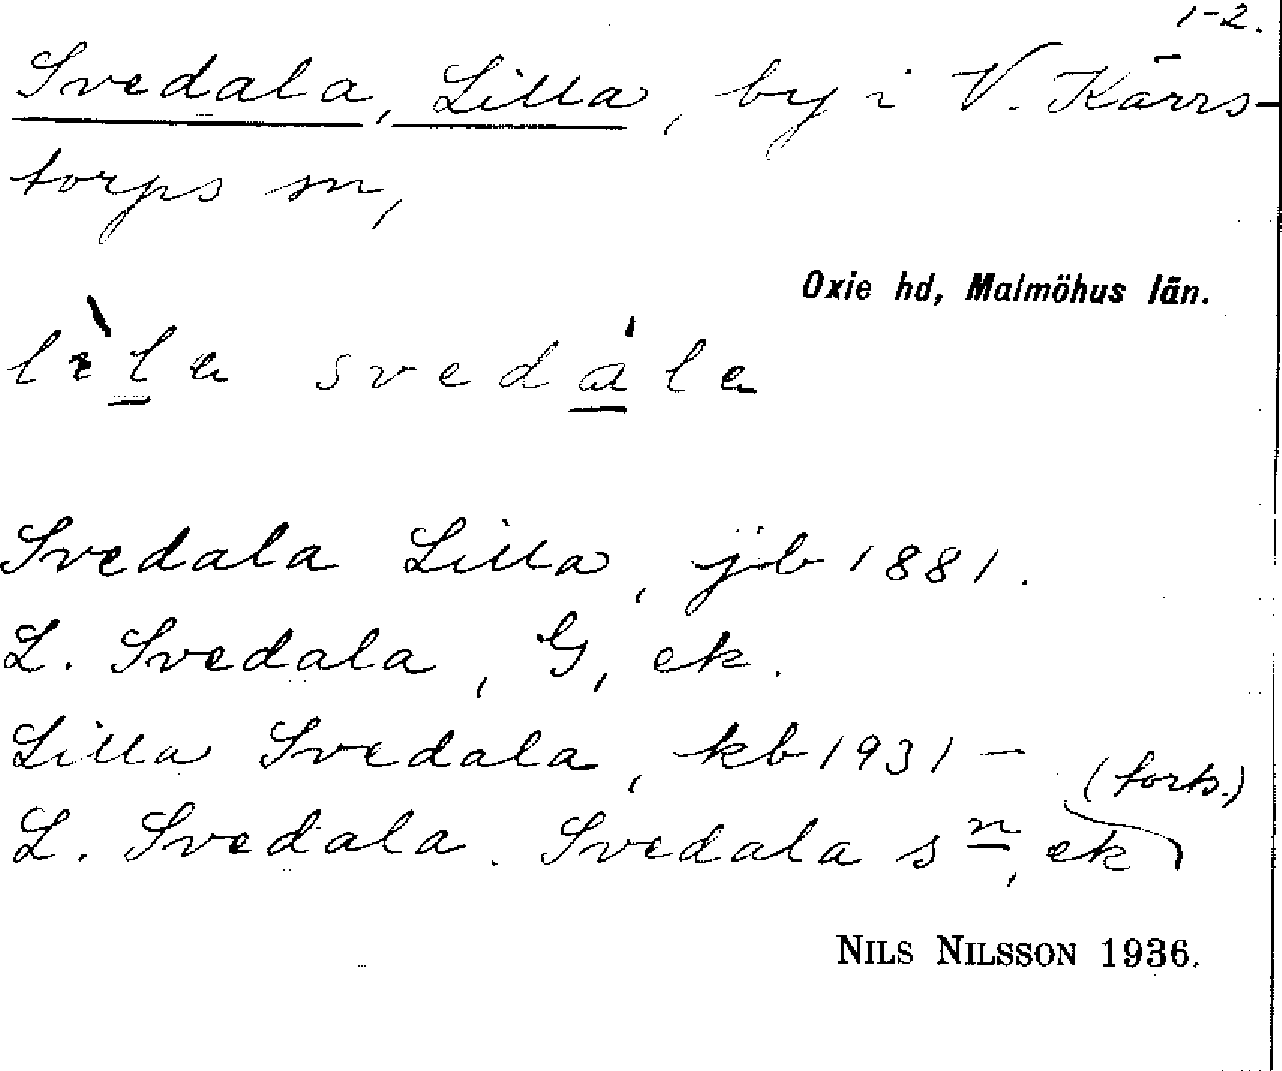 1-2.
Svedala, Lilla, by i V. Kärrs-
torps sn,
Oxie hd, Malmöhus län.
lìla svedála
Svedala Lilla, jb 1881.
L. Svedala, G, ek.
Lilla Svedala, kb 1931 –
(forts.)
L. Svedala. Svedala sn, ek
NILS NILSSON 1936.